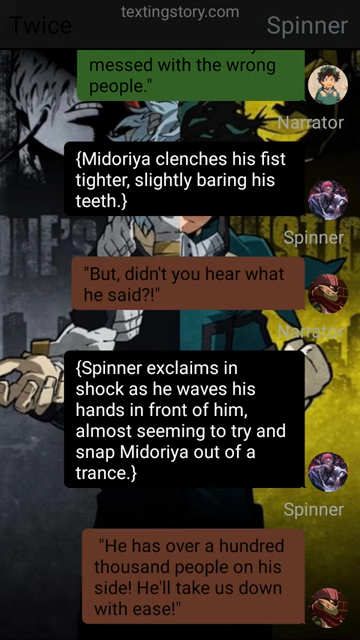 textingstory.com
Twice
Spinner
messed with the wrong
people."
Narrator
{Midoriya clenches his fist
tighter, slightly baring his
teeth.}
Spinner
"But, didn't you hear what
he said?!"
Narrator
{Spinner exclaims in
shock as he waves his
hands in front of him,
almost seeming to try and
snap Midoriya out of a
trance.}
Spinner
"He has over a hundred
thousand people on his
side! He'll take us down
with ease!"